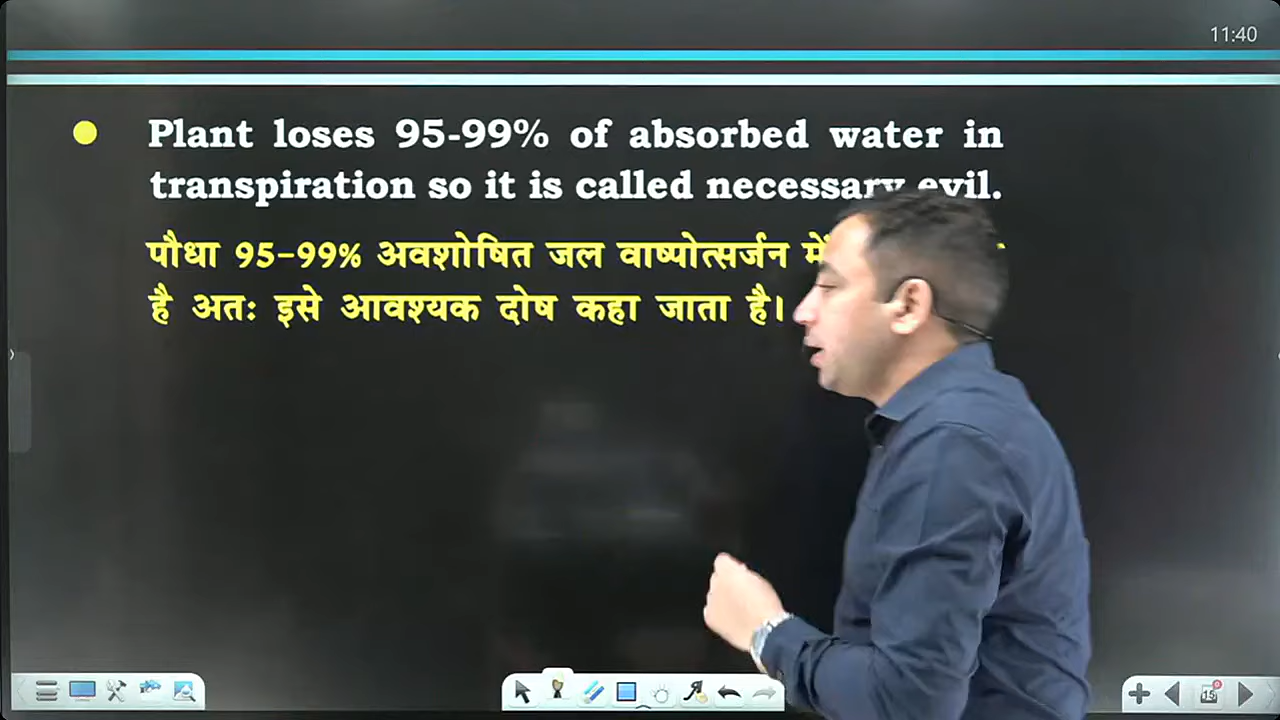 11:40
Plant loses 95-99% of absorbed water in
transpiration so it is called necessary evil.
पौधा 95-99% अवशोषित जल वाष्पोत्सर्जन में
है अतः इसे आवश्यक दोष कहा जाता है।
15